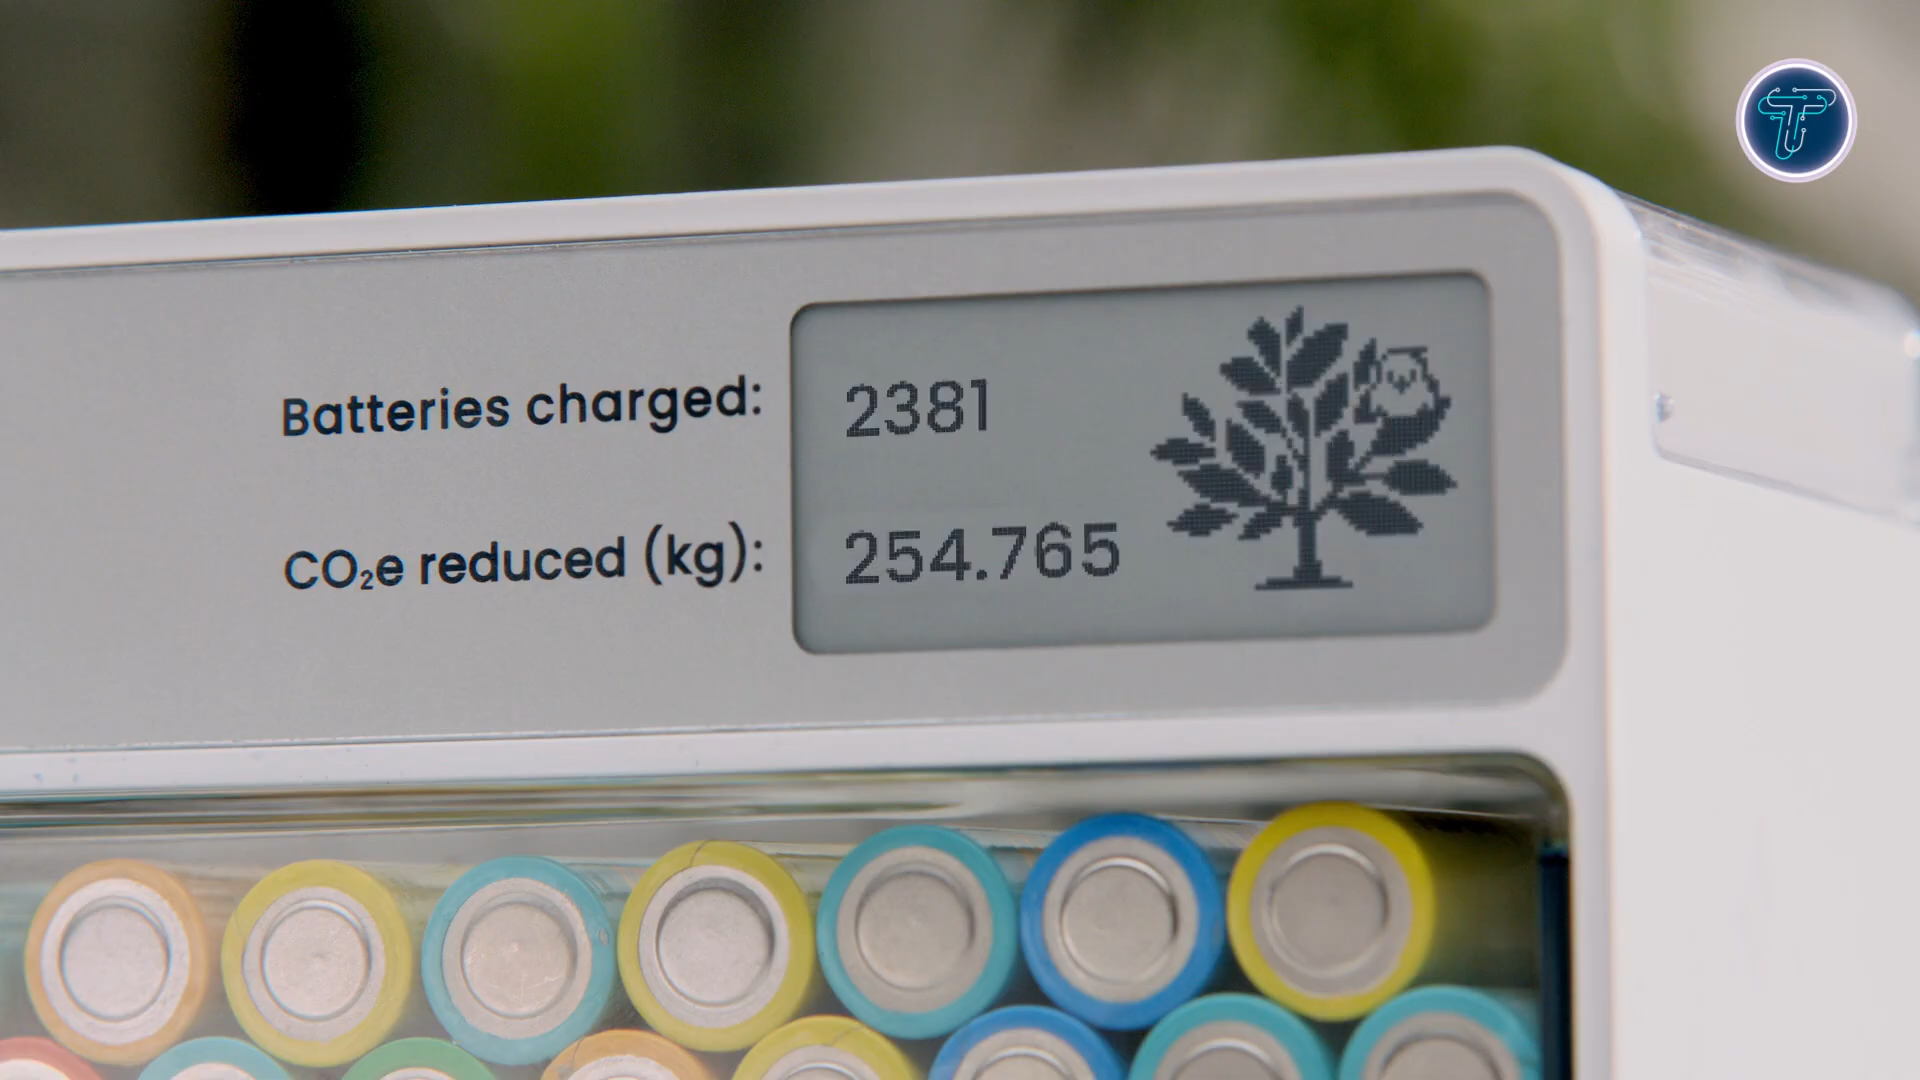 Batteries charged: 2381
CO₂e reduced (kg): 254.765